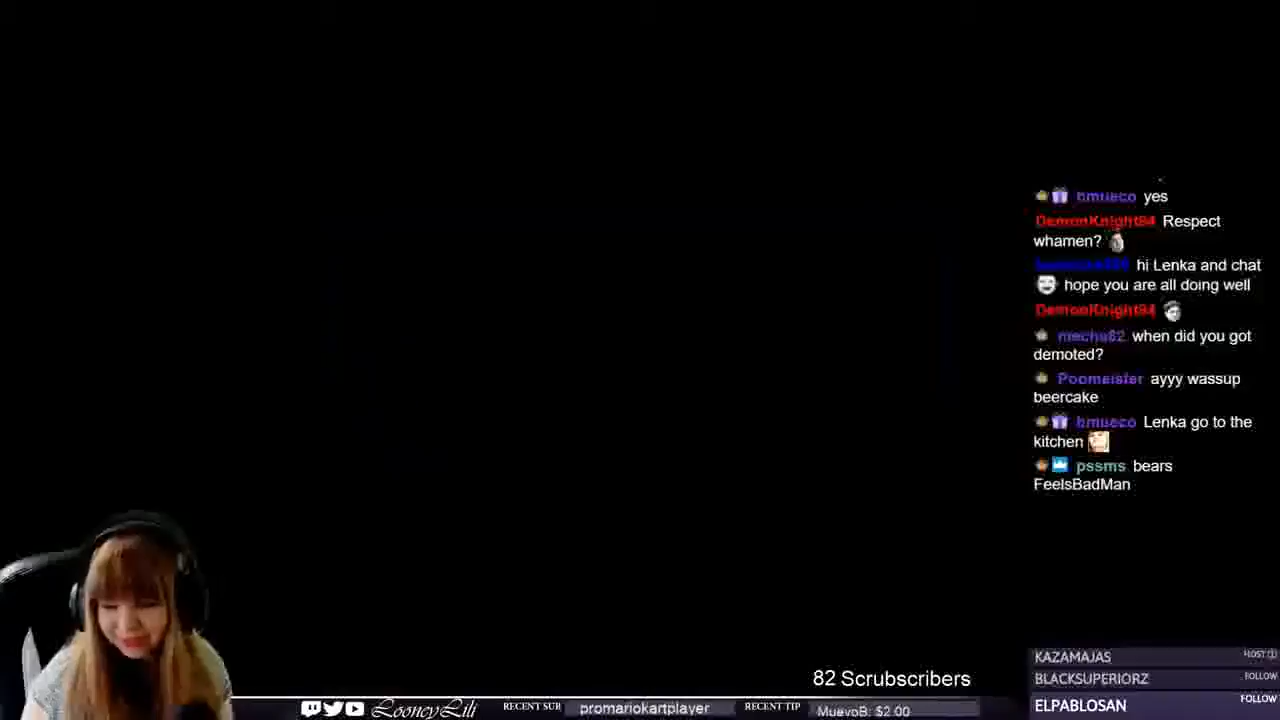 bmueco yes
DemonKnight84 Respect
whamen?
hi Lenka and chat
hope you are all doing well
DemonKnight84
mecha82 when did you got
demoted?
Poomeister ayyy wassup
beercake
bmueco Lenka go to the
kitchen
pssms bears
FeelsBadMan
KAZAMAJAS HOST
BLACKSUPERIORZ FOLLOW
ELPABLOSAN FOLLOW
82 Scrubscribers
LooneyLili RECENT SUB promariokartplayer RECENT TIP MuevoB: $2.00